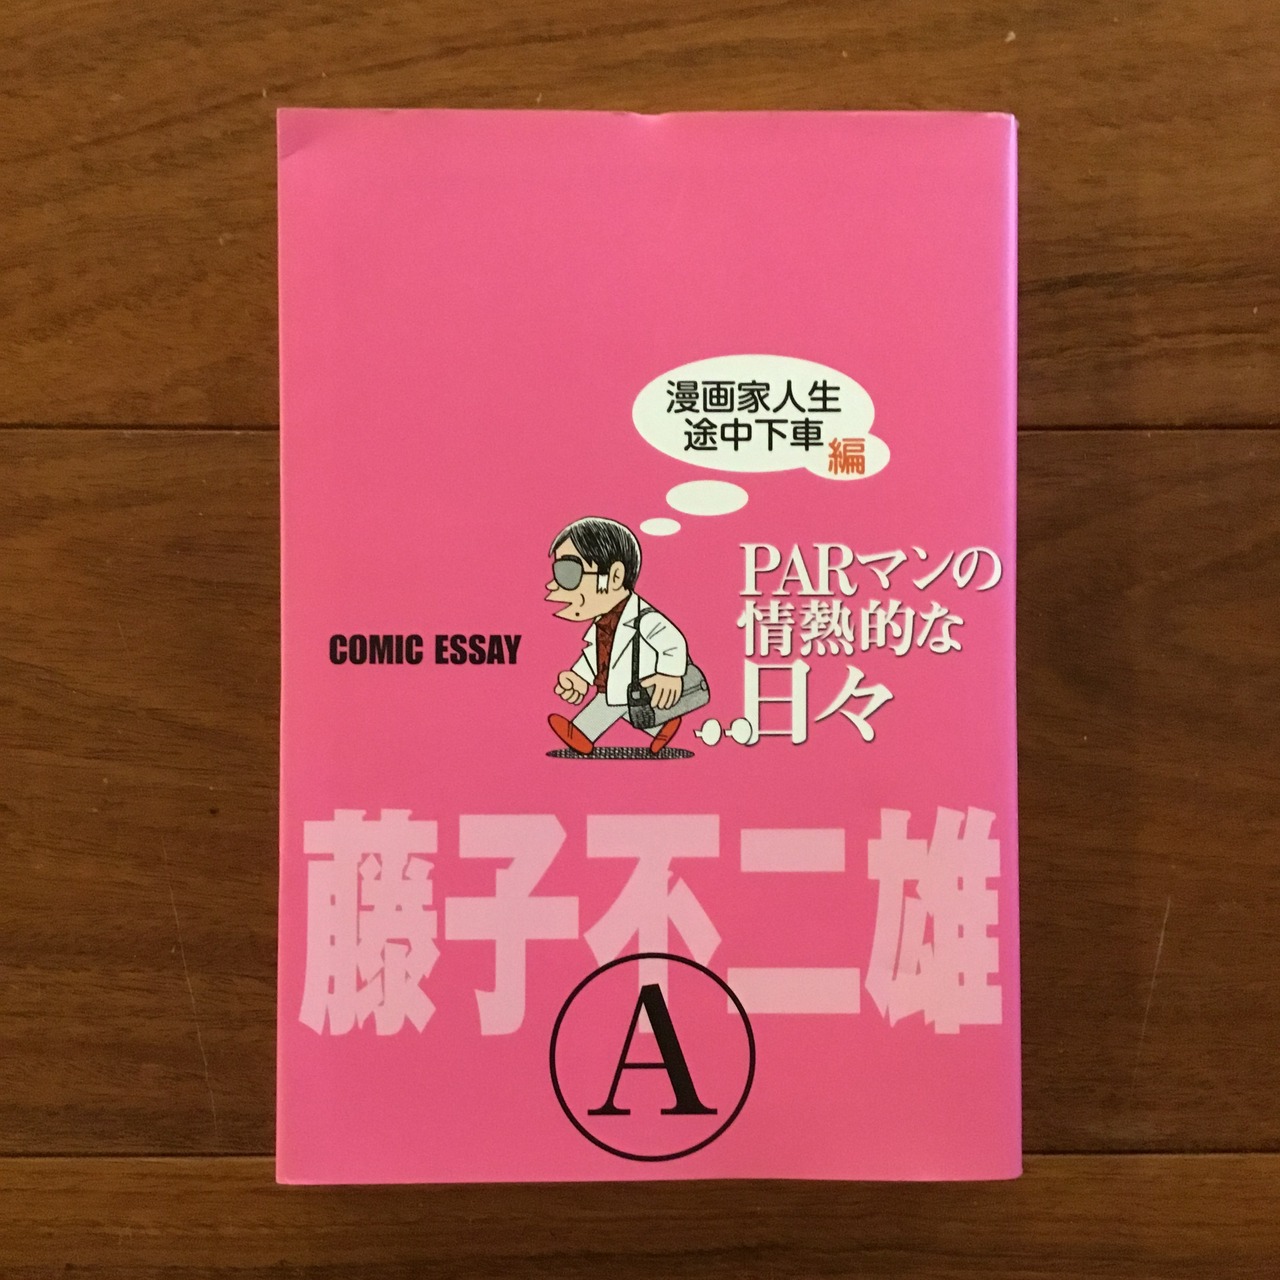 漫画家人生
途中下車編
PARマンの
情熱的な
日々
COMIC ESSAY
藤子不二雄
A